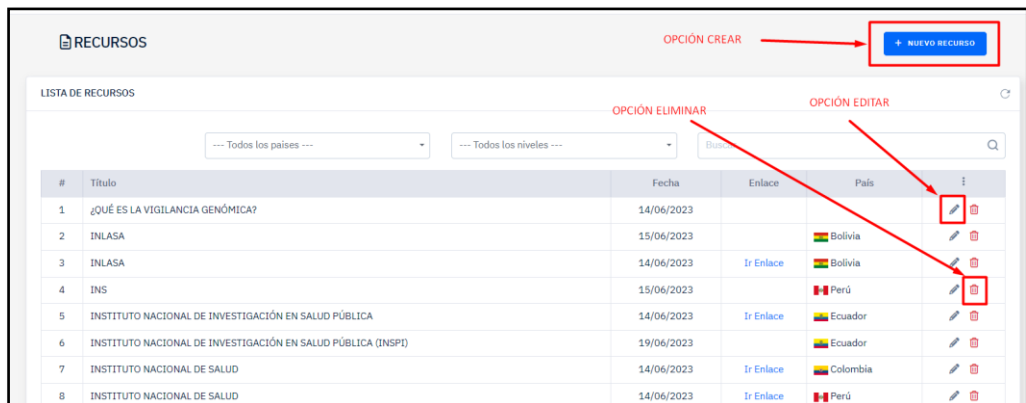 RECURSOS
OPCIÓN CREAR
+ NUEVO RECURSO
LISTA DE RECURSOS
OPCIÓN ELIMINAR
OPCIÓN EDITAR
--- Todos los paises ---
--- Todos los niveles ---
# Título Fecha Enlace País
1 ¿QUÉ ES LA VIGILANCIA GENÓMICA? 14/06/2023
2 INLASA 15/06/2023 Bolivia
3 INLASA 14/06/2023 Ir Enlace Bolivia
4 INS 15/06/2023 Perú
5 INSTITUTO NACIONAL DE INVESTIGACIÓN EN SALUD PÚBLICA 14/06/2023 Ir Enlace Ecuador
6 INSTITUTO NACIONAL DE INVESTIGACIÓN EN SALUD PÚBLICA (INSPI) 19/06/2023 Ecuador
7 INSTITUTO NACIONAL DE SALUD 14/06/2023 Ir Enlace Colombia
8 INSTITUTO NACIONAL DE SALUD 14/06/2023 Ir Enlace Perú